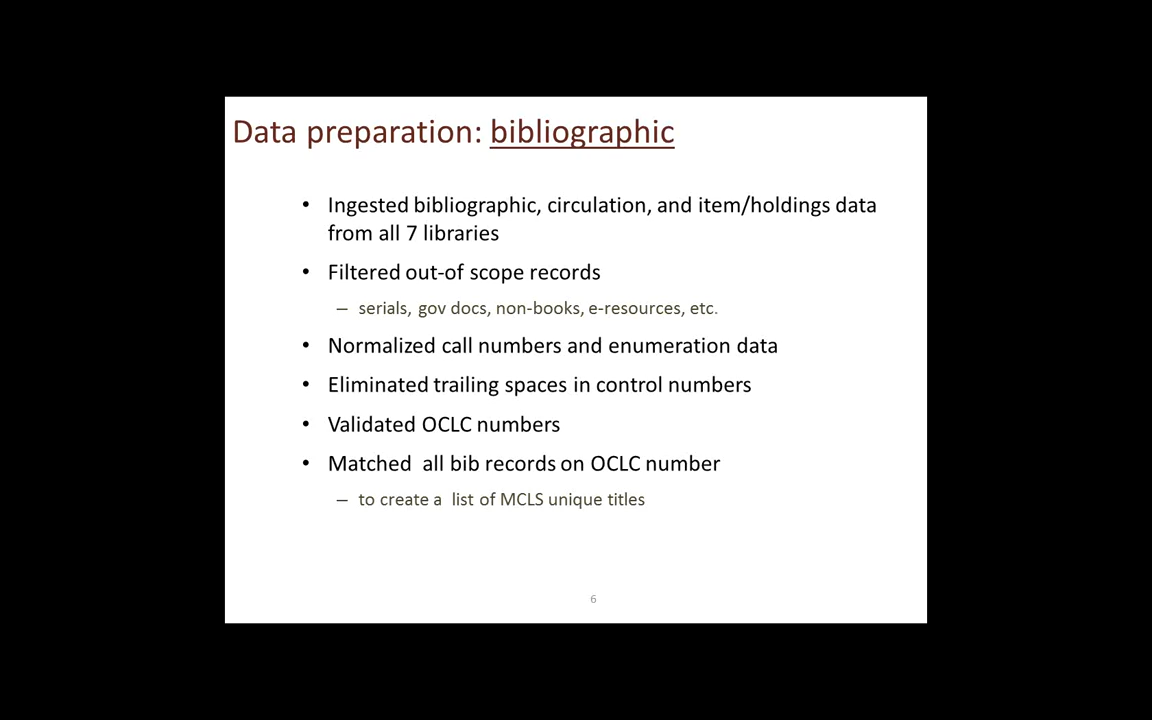 Data preparation: bibliographic
• Ingested bibliographic, circulation, and item/holdings data
from all 7 libraries
• Filtered out-of scope records
– serials, gov docs, non-books, e-resources, etc.
• Normalized call numbers and enumeration data
• Eliminated trailing spaces in control numbers
• Validated OCLC numbers
• Matched  all bib records on OCLC number
– to create a  list of MCLS unique titles
6